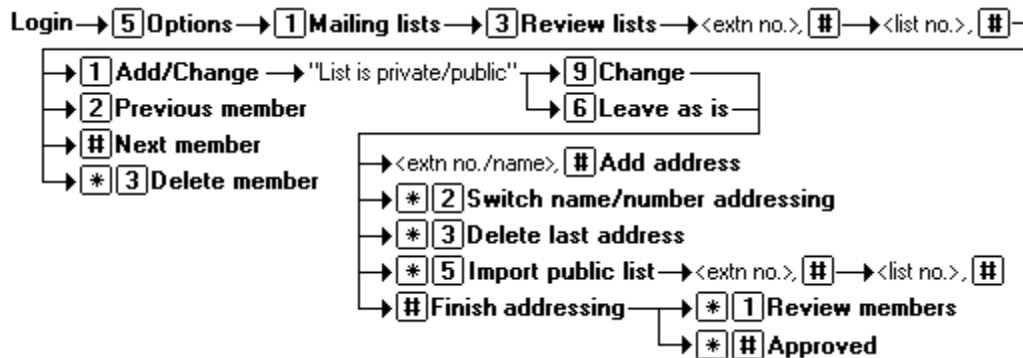 Login 5 Options 1 Mailing lists 3 Review lists <extn no.>, # <list no.>, #
1 Add/Change "List is private/public" 9 Change
2 Previous member 6 Leave as is
# Next member
* 3 Delete member
<extn no./name>, # Add address
* 2 Switch name/number addressing
* 3 Delete last address
* 5 Import public list <extn no.>, # <list no.>, #
# Finish addressing * 1 Review members
* # Approved